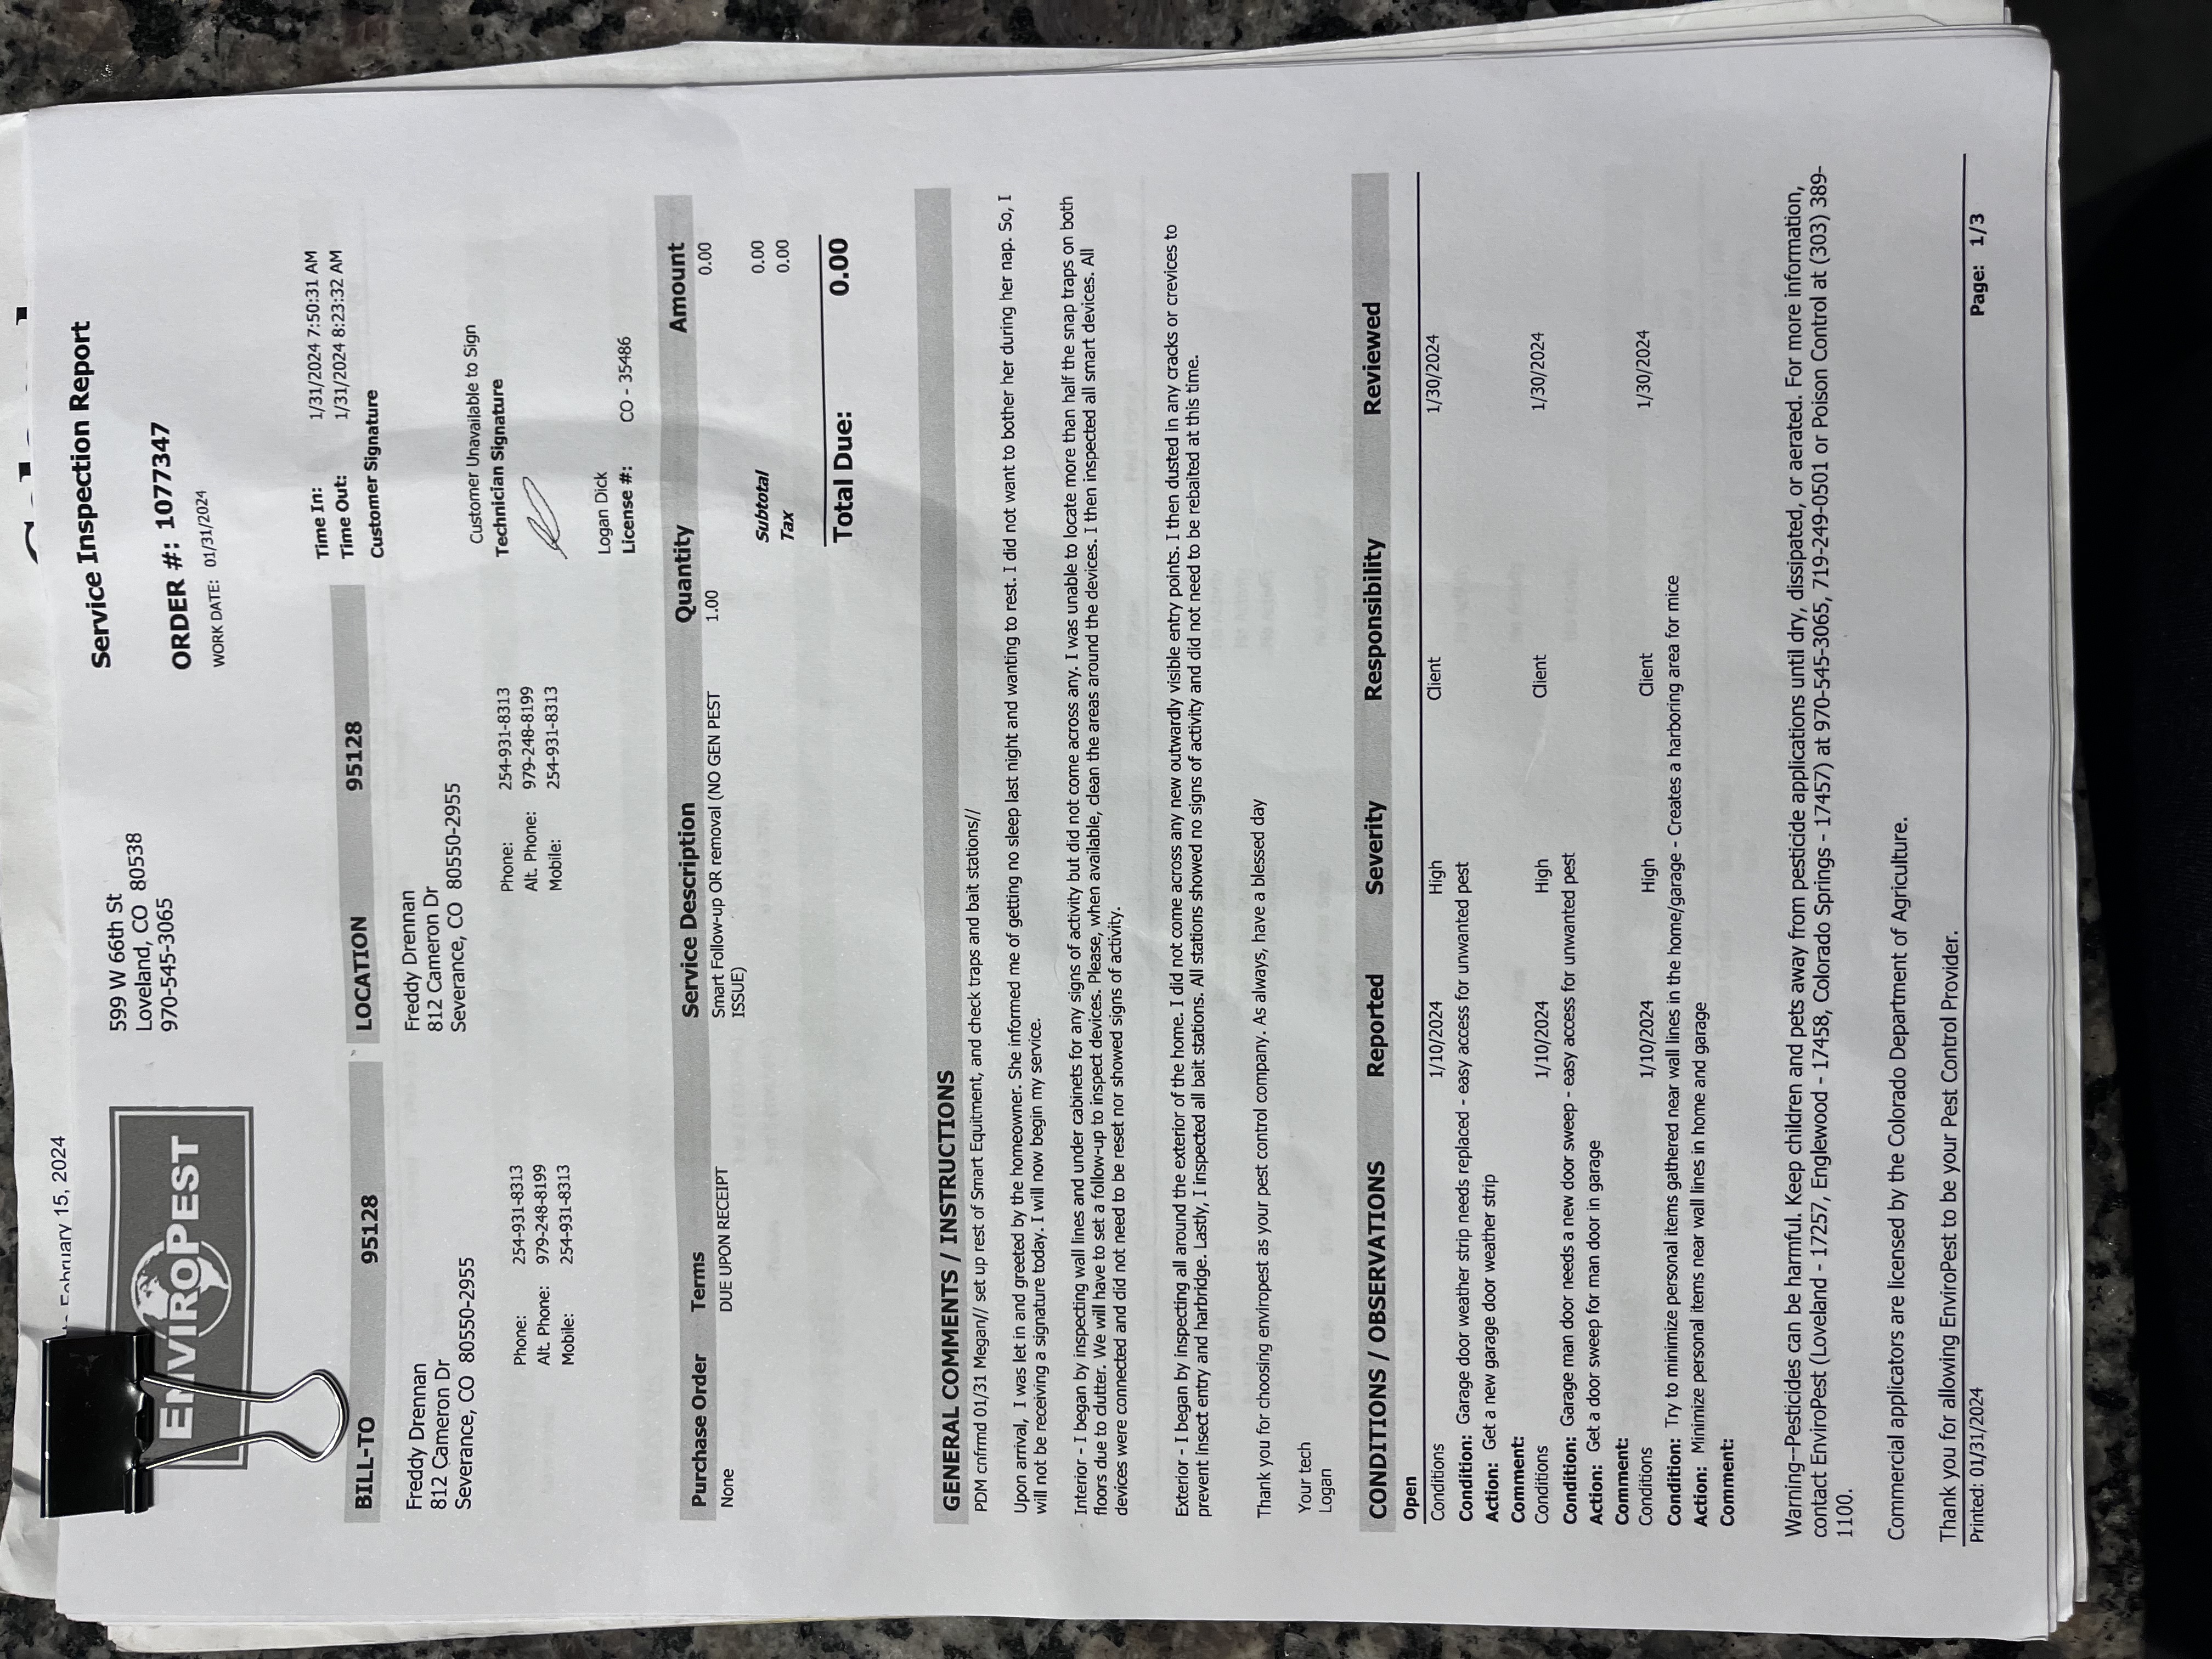 February 15, 2024
ENVIROPEST
599 W 66th St
Loveland, CO 80538
970-545-3065
Service Inspection Report
ORDER #: 1077347
WORK DATE: 01/31/2024
Time In: 1/31/2024 7:50:31 AM
Time Out: 1/31/2024 8:23:32 AM
Customer Signature
Customer Unavailable to Sign
Technician Signature
Logan Dick
License #: CO - 35486
BILL-TO 95128
Freddy Drennan
812 Cameron Dr
Severance, CO 80550-2955
Phone: 254-931-8313
Alt. Phone: 979-248-8199
Mobile: 254-931-8313
LOCATION 95128
Freddy Drennan
812 Cameron Dr
Severance, CO 80550-2955
Phone: 254-931-8313
Alt. Phone: 979-248-8199
Mobile: 254-931-8313
Purchase Order Terms Service Description Quantity Amount
None DUE UPON RECEIPT Smart Follow-up OR removal (NO GEN PEST 1.00 0.00
ISSUE)
Subtotal 0.00
Tax 0.00
Total Due: 0.00
GENERAL COMMENTS / INSTRUCTIONS
PDM cnfrmd 01/31 Megan// set up rest of Smart Equitment, and check traps and bait stations//
Upon arrival, I was let in and greeted by the homeowner. She informed me of getting no sleep last night and wanting to rest. I did not want to bother her during her nap. So, I
will not be receiving a signature today. I will now begin my service.
Interior - I began by inspecting wall lines and under cabinets for any signs of activity but did not come across any. I was unable to locate more than half the snap traps on both
floors due to clutter. We will have to set a follow-up to inspect devices. Please, when available, clean the areas around the devices. I then inspected all smart devices. All
devices were connected and did not need to be reset nor showed signs of activity.
Exterior - I began by inspecting all around the exterior of the home. I did not come across any new outwardly visible entry points. I then dusted in any cracks or crevices to
prevent insect entry and harbridge. Lastly, I inspected all bait stations. All stations showed no signs of activity and did not need to be rebaited at this time.
Thank you for choosing enviropest as your pest control company. As always, have a blessed day
Your tech
Logan
CONDITIONS / OBSERVATIONS Reported Severity Responsibility Reviewed
Open
Conditions 1/10/2024 High Client 1/30/2024
Condition: Garage door weather strip needs replaced - easy access for unwanted pest
Action: Get a new garage door weather strip
Comment:
Conditions 1/10/2024 High Client 1/30/2024
Condition: Garage man door needs a new door sweep - easy access for unwanted pest
Action: Get a door sweep for man door in garage
Comment:
Conditions 1/10/2024 High Client 1/30/2024
Condition: Try to minimize personal items gathered near wall lines in the home/garage - Creates a harboring area for mice
Action: Minimize personal items near wall lines in home and garage
Comment:
Warning--Pesticides can be harmful. Keep children and pets away from pesticide applications until dry, dissipated, or aerated. For more information,
contact EnviroPest (Loveland - 17257, Englewood - 17458, Colorado Springs - 17457) at 970-545-3065, 719-249-0501 or Poison Control at (303) 389-
1100.
Commercial applicators are licensed by the Colorado Department of Agriculture.
Thank you for allowing EnviroPest to be your Pest Control Provider.
Printed: 01/31/2024 Page: 1/3